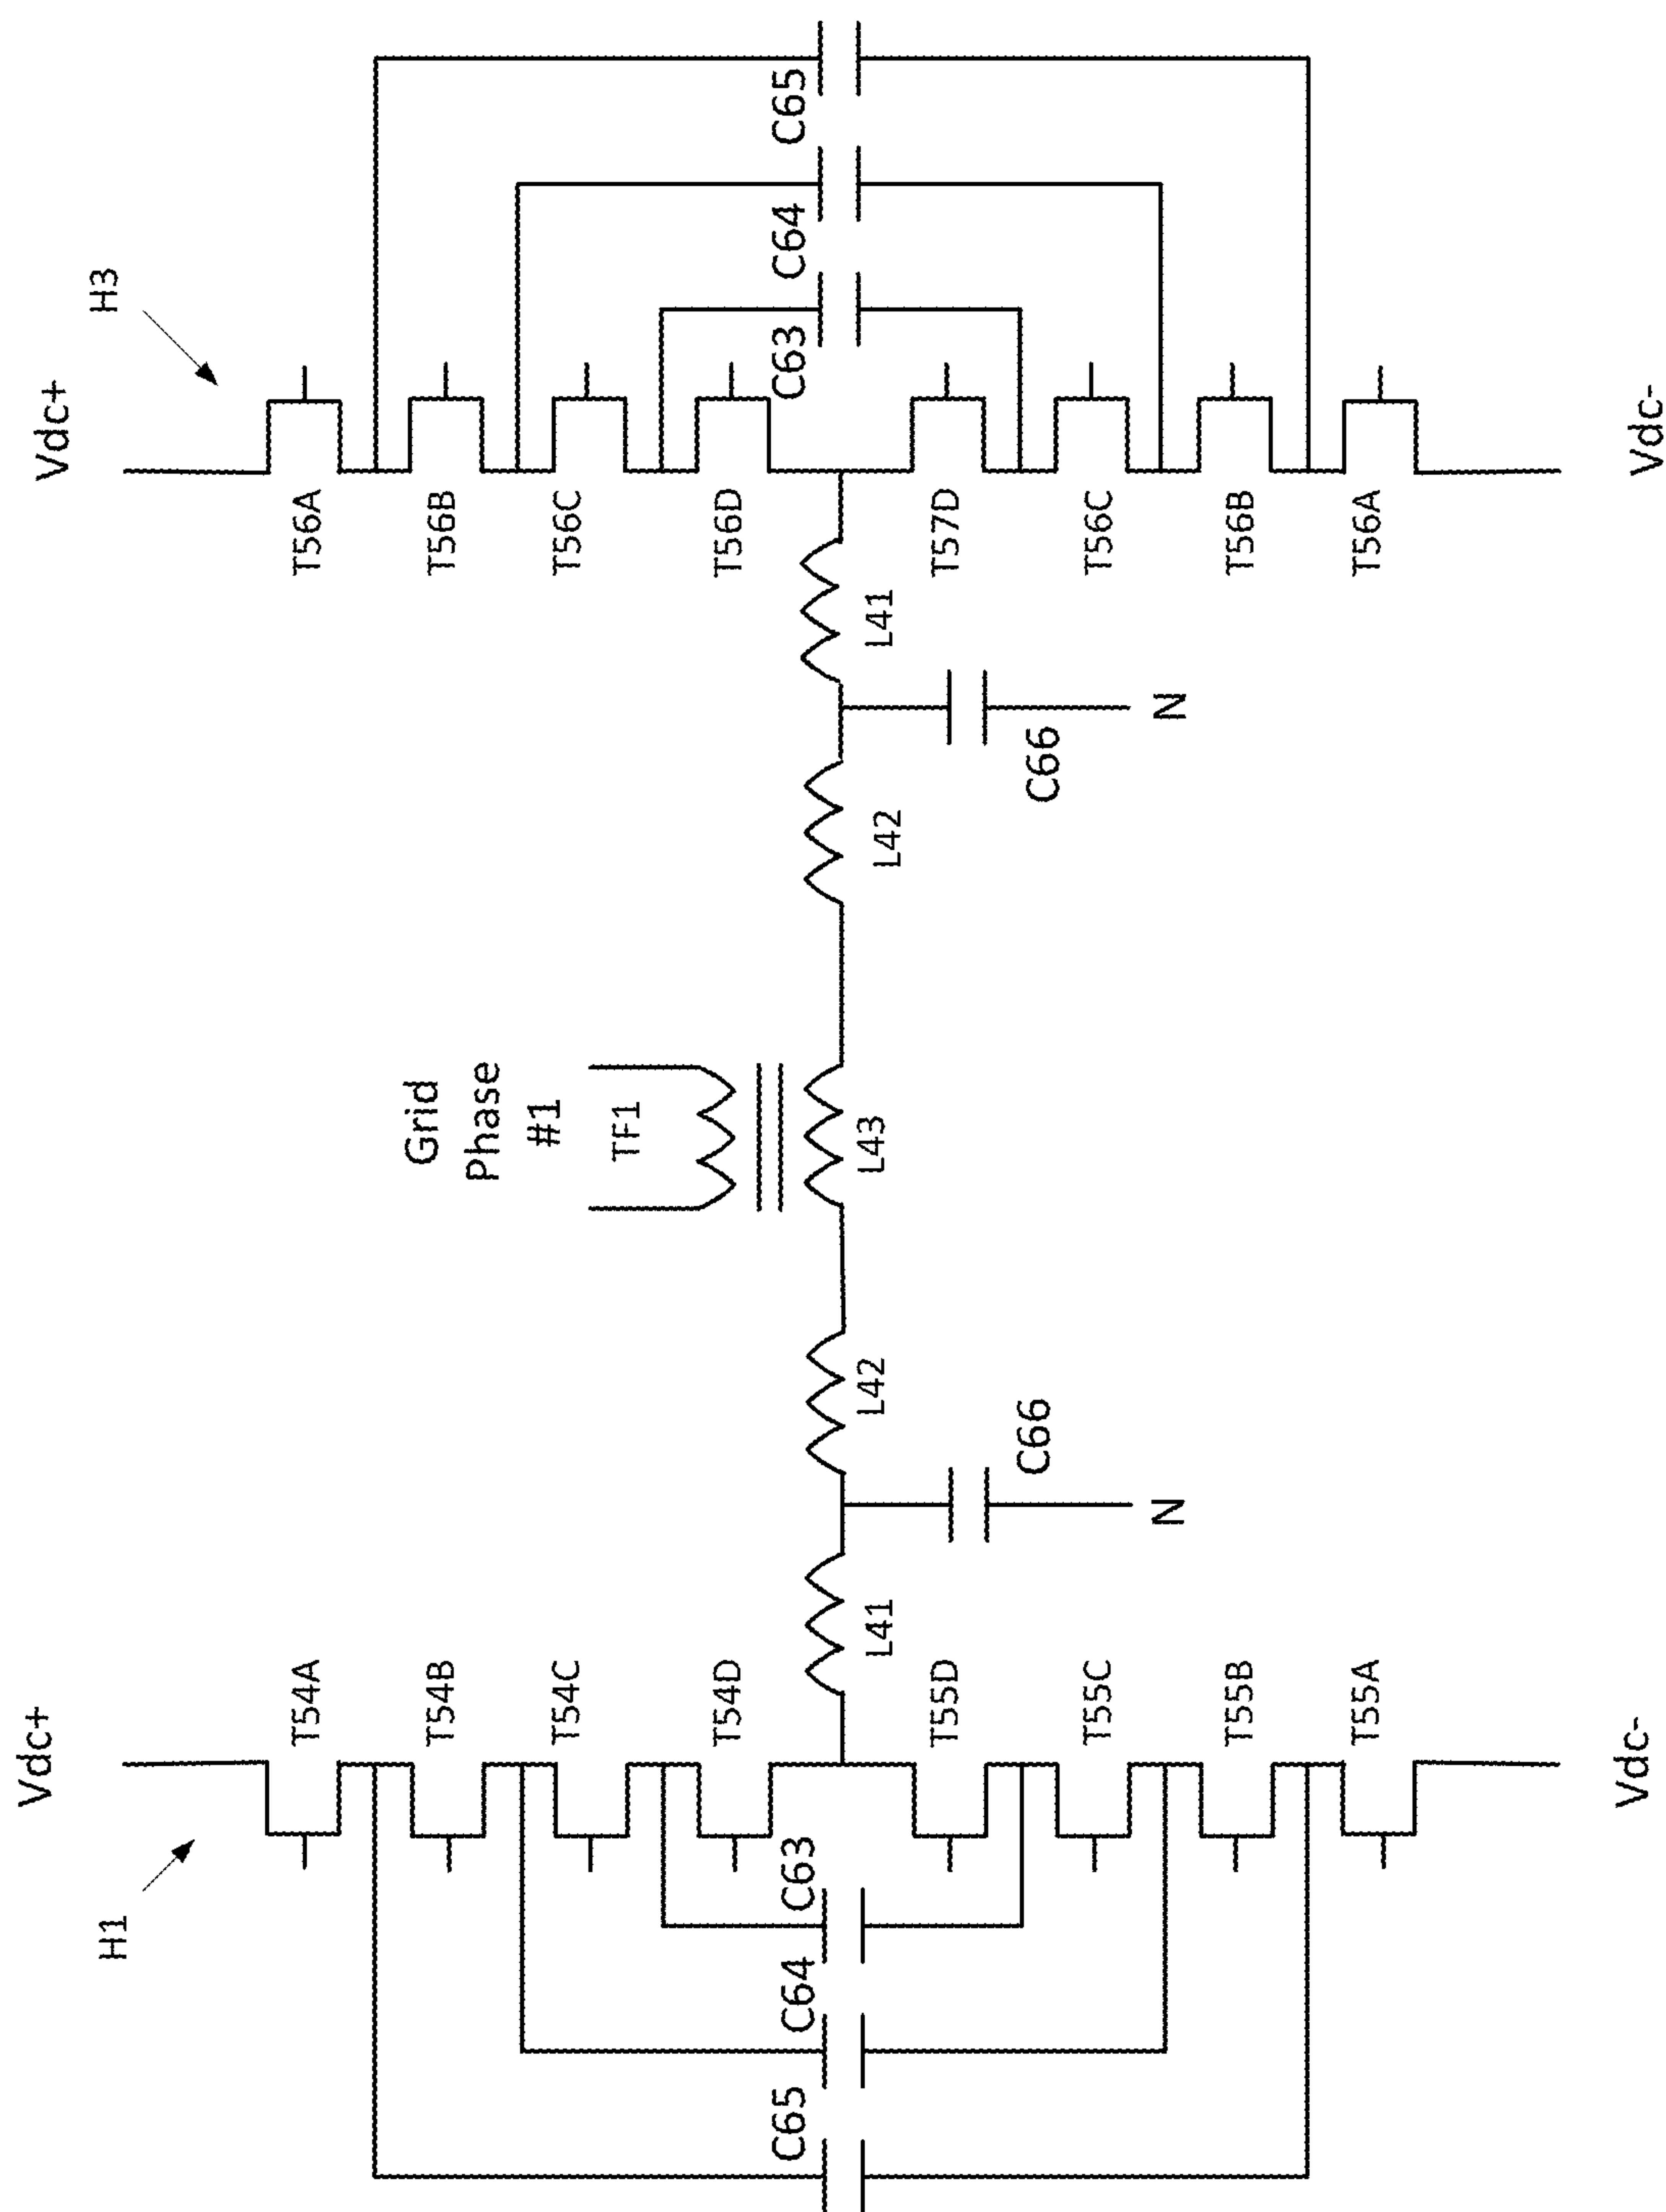 Vdc+
Vdc+
H1
H3
T54A
T54B
T54C
T54D
T55D
T55C
T55B
T55A
C65
C64
C63
Vdc-
L41
C66
N
L42
Grid
Phase
#1
TF1
L43
L42
C66
N
L41
T56A
T56B
T56C
T56D
T57D
T56C
T56B
T56A
C63
C64
C65
Vdc-